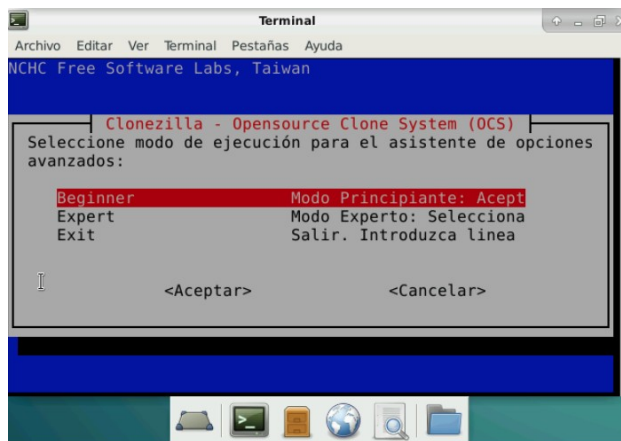 Terminal
Archivo Editar Ver Terminal Pestañas Ayuda
NCHC Free Software Labs, Taiwan
Clonezilla - Opensource Clone System (OCS)
Seleccione modo de ejecución para el asistente de opciones
avanzados:
Beginner Modo Principiante: Acept
Expert Modo Experto: Selecciona
Exit Salir. Introduzca linea
<Aceptar> <Cancelar>